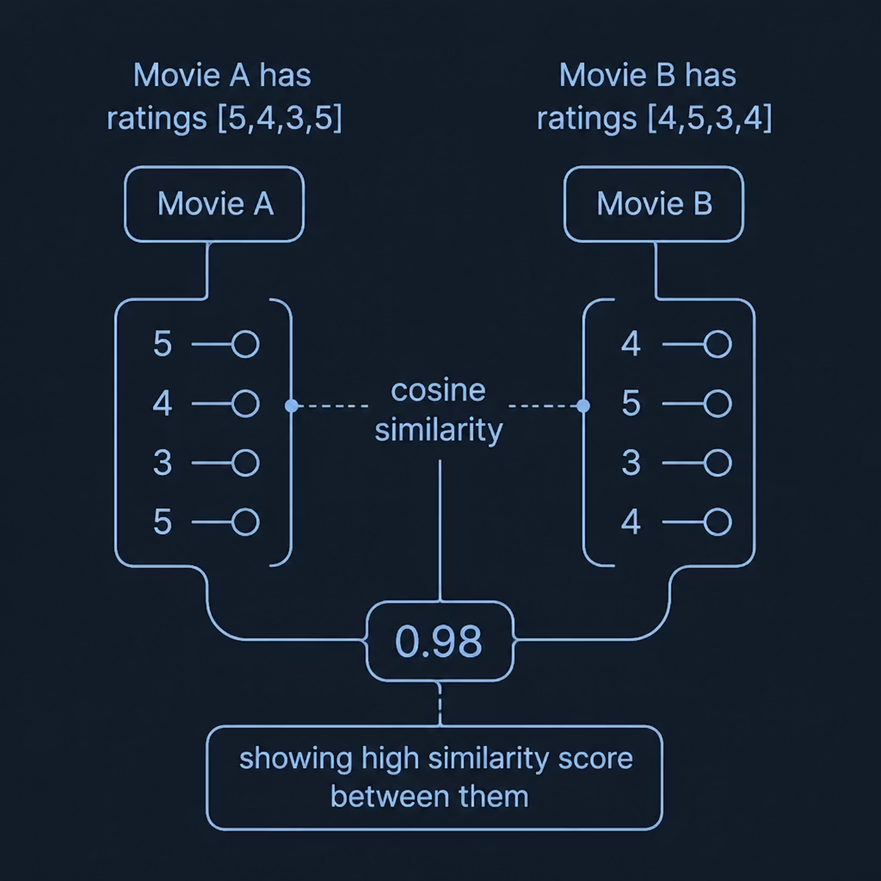 Movie A has
ratings [5,4,3,5]
Movie B has
ratings [4,5,3,4]
Movie A
Movie B
5
4
3
5
cosine
similarity
4
5
3
4
0.98
showing high similarity score
between them